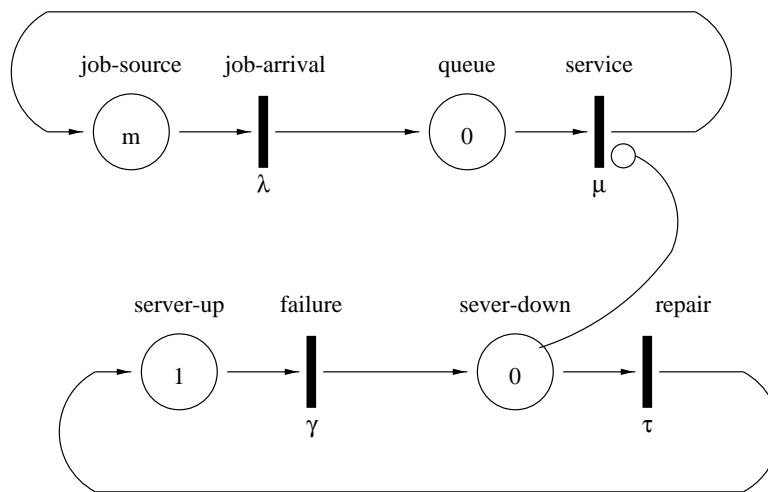 job-source job-arrival queue service
m 0
λ μ
server-up failure sever-down repair
1 0
γ τ